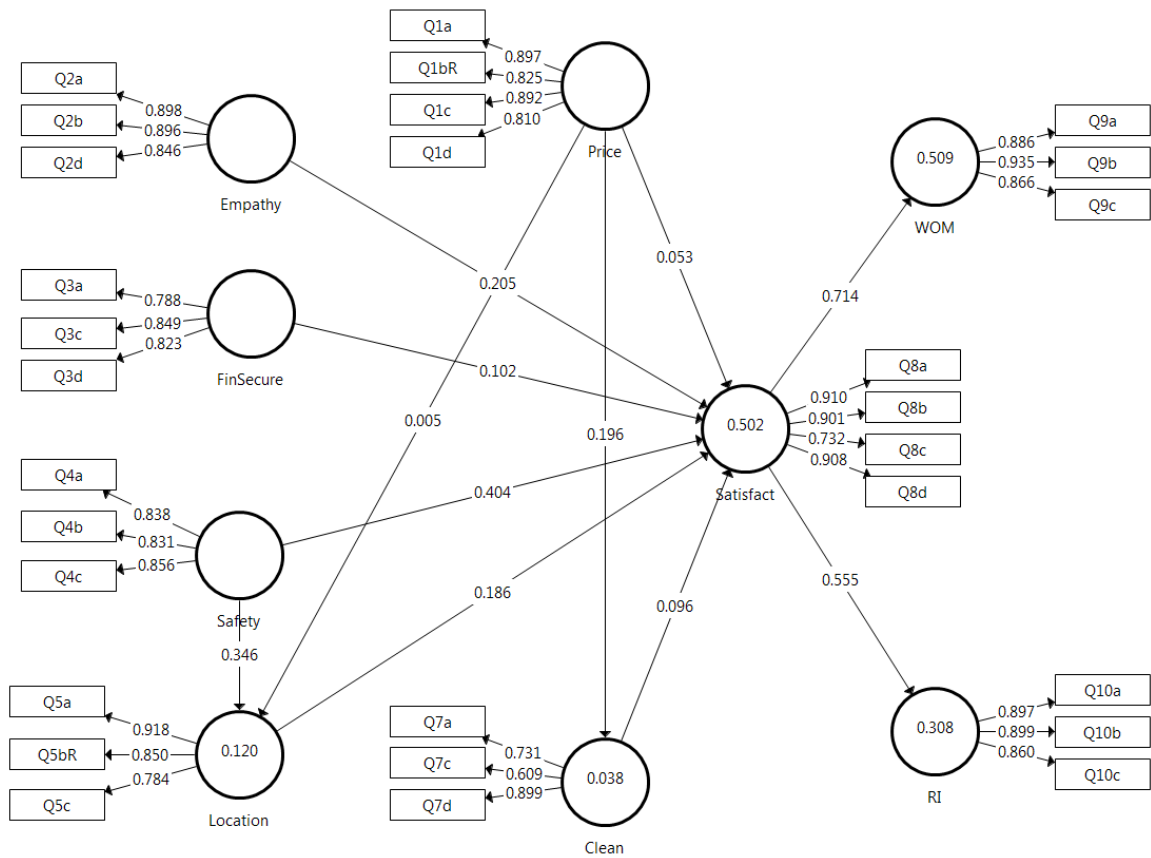 Q1a
Q1bR
Q1c
Q1d
0.897
0.825
0.892
0.810
Price
Q2a
Q2b
Q2d
0.898
0.896
0.846
Empathy
Q9a
Q9b
Q9c
0.886
0.935
0.866
0.509
WOM
Q3a
Q3c
Q3d
0.788
0.849
0.823
FinSecure
0.205
0.053
0.714
0.102
0.005
0.196
0.404
0.186
0.096
0.555
0.346
Q8a
Q8b
Q8c
Q8d
0.910
0.901
0.732
0.908
0.502
Satisfact
Q4a
Q4b
Q4c
0.838
0.831
0.856
Safety
Q5a
Q5bR
Q5c
0.918
0.850
0.784
0.120
Location
Q7a
Q7c
Q7d
0.731
0.609
0.899
0.038
Clean
Q10a
Q10b
Q10c
0.897
0.899
0.860
0.308
RI